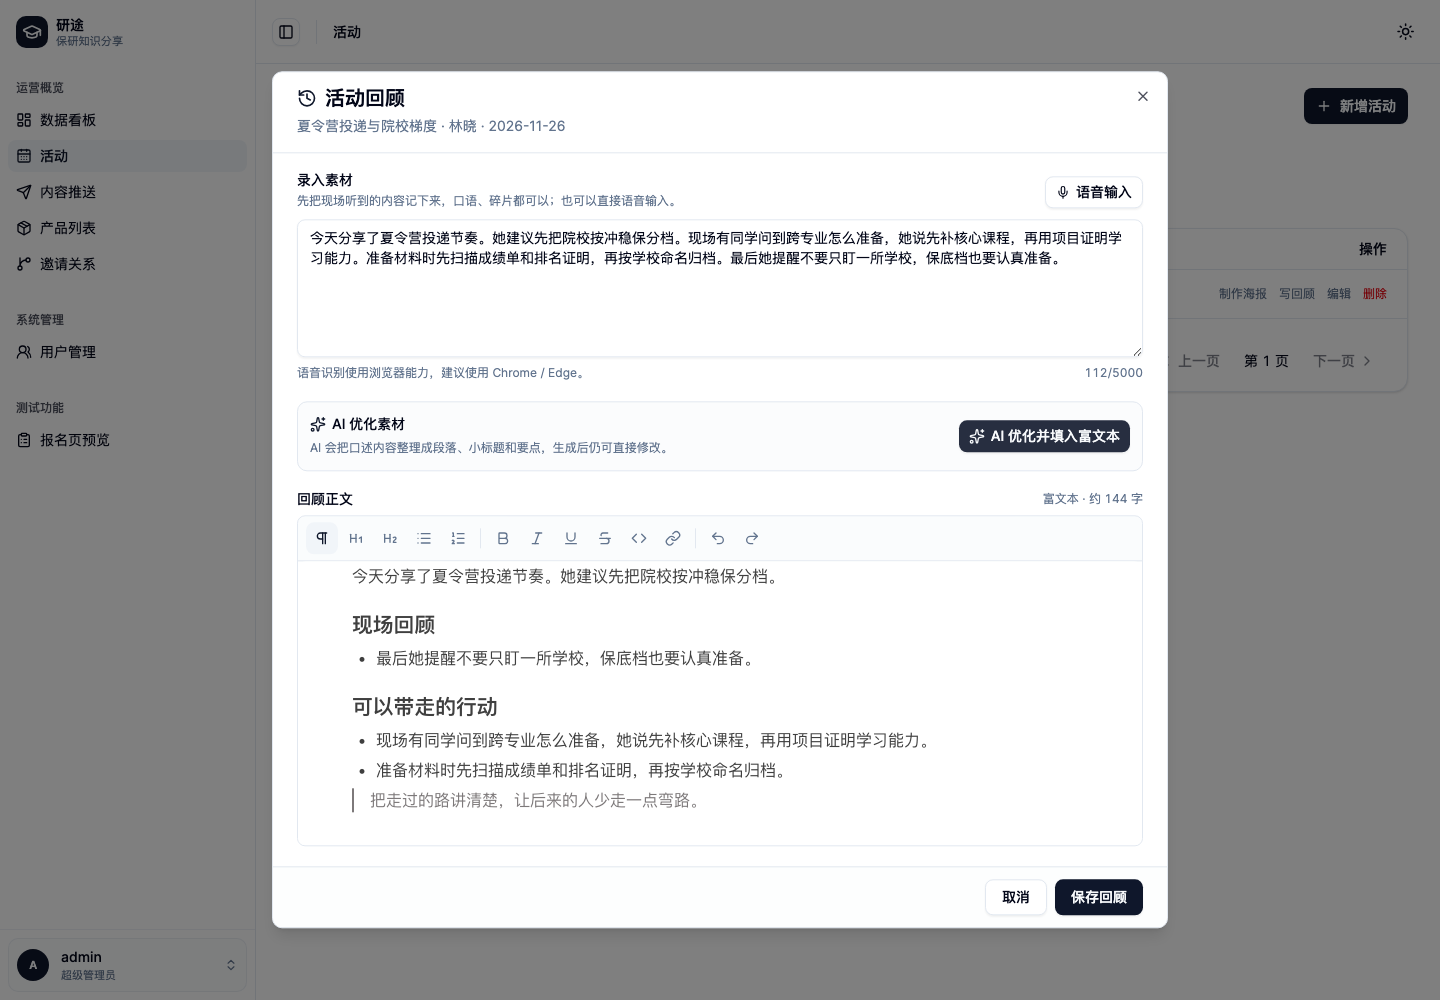 研途
保研知识分享
运营概览
数据看板
活动
内容推送
产品列表
邀请关系
系统管理
用户管理
测试功能
报名页预览
A
admin
超级管理员
活动
新增活动
操作
制作海报 写回顾 编辑 删除
上一页 第 1 页 下一页
活动回顾
夏令营投递与院校梯度 · 林晓 · 2026-11-26
录入素材
先把现场听到的内容记下来，口语、碎片都可以；也可以直接语音输入。
语音输入
今天分享了夏令营投递节奏。她建议先把院校按冲稳保分档。现场有同学问到跨专业怎么准备，她说先补核心课程，再用项目证明学
习能力。准备材料时先扫描成绩单和排名证明，再按学校命名归档。最后她提醒不要只盯一所学校，保底档也要认真准备。
语音识别使用浏览器能力，建议使用 Chrome / Edge。
112/5000
AI 优化素材
AI 会把口述内容整理成段落、小标题和要点，生成后仍可直接修改。
AI 优化并填入富文本
回顾正文
富文本 · 约 144 字
H1 H2
今天分享了夏令营投递节奏。她建议先把院校按冲稳保分档。
现场回顾
• 最后她提醒不要只盯一所学校，保底档也要认真准备。
可以带走的行动
• 现场有同学问到跨专业怎么准备，她说先补核心课程，再用项目证明学习能力。
• 准备材料时先扫描成绩单和排名证明，再按学校命名归档。
把走过的路讲清楚，让后来的人少走一点弯路。
取消
保存回顾